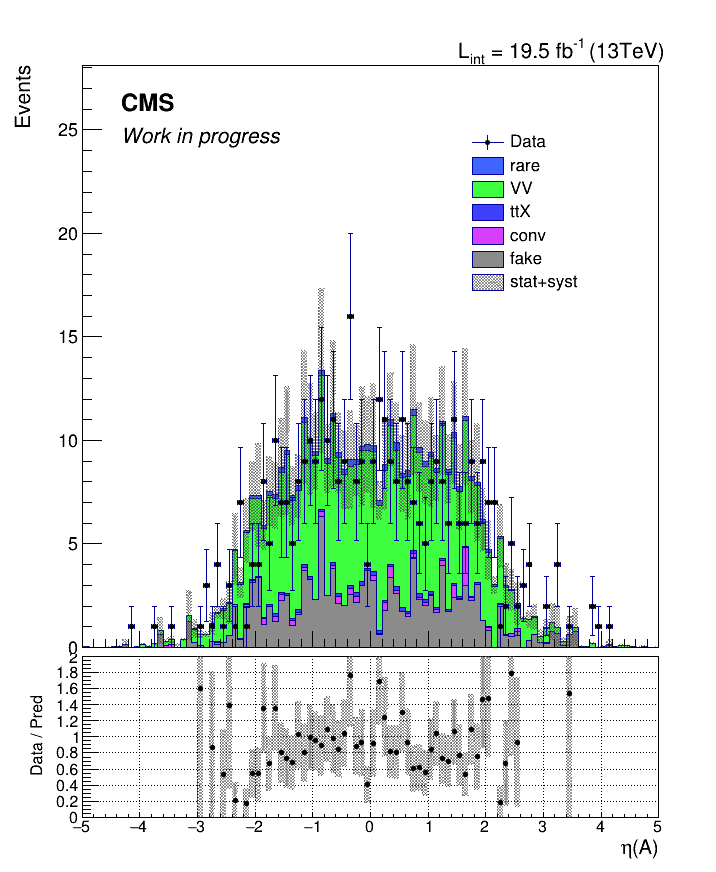 L_int = 19.5 fb^-1 (13TeV)
Events
CMS
Work in progress
Data
rare
VV
ttX
conv
fake
stat+syst
25
20
15
10
5
0
Data / Pred
2
1.8
1.6
1.4
1.2
1
0.8
0.6
0.4
0.2
0
−5 −4 −3 −2 −1 0 1 2 3 4 5
η(A)